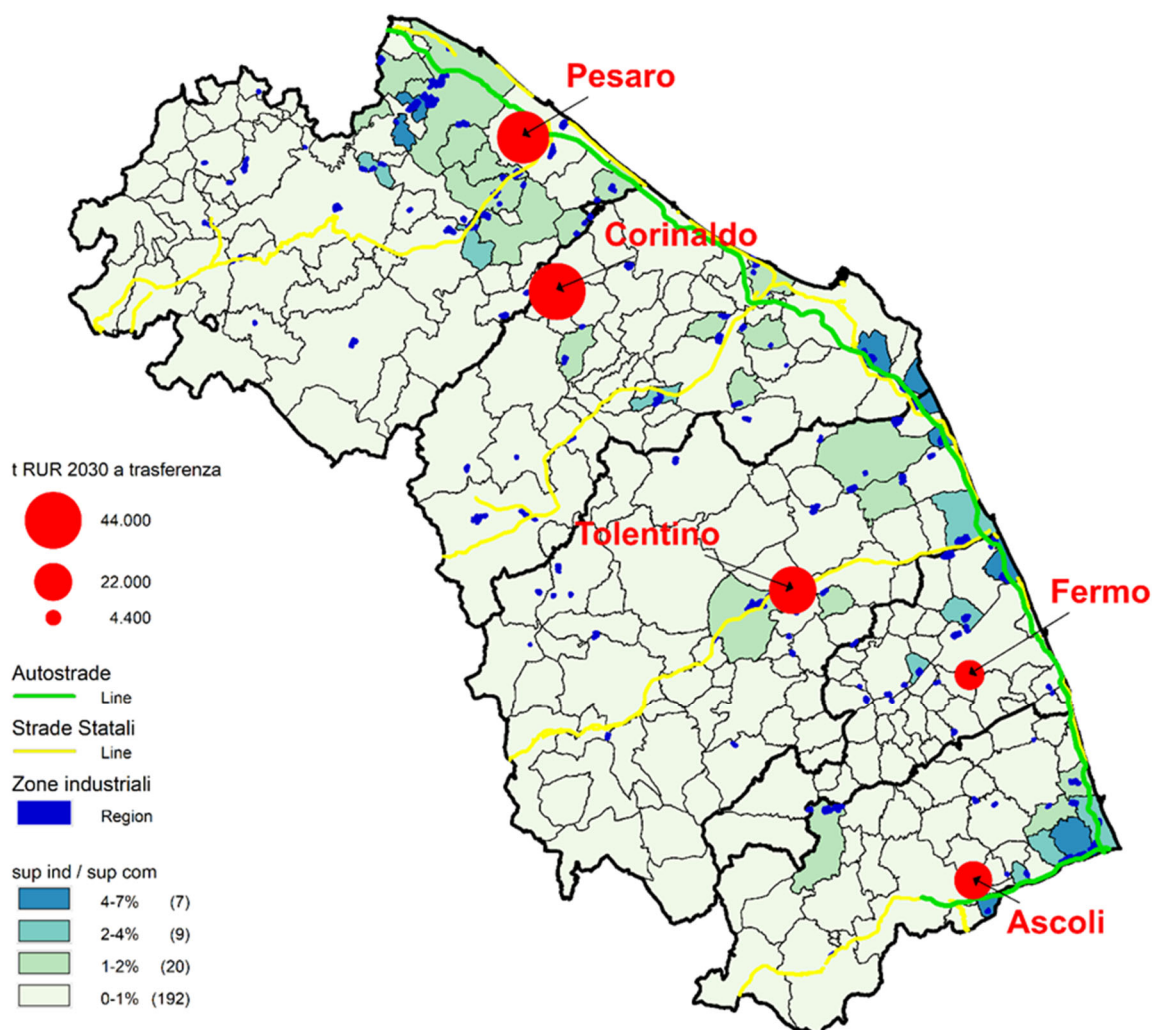 Pesaro
Corinaldo
t RUR 2030 a trasferenza
44.000
22.000
4.400
Tolentino
Fermo
Autostrade
Line
Strade Statali
Line
Zone industriali
Region
sup ind / sup com
4-7% (7)
2-4% (9)
1-2% (20)
0-1% (192)
Ascoli